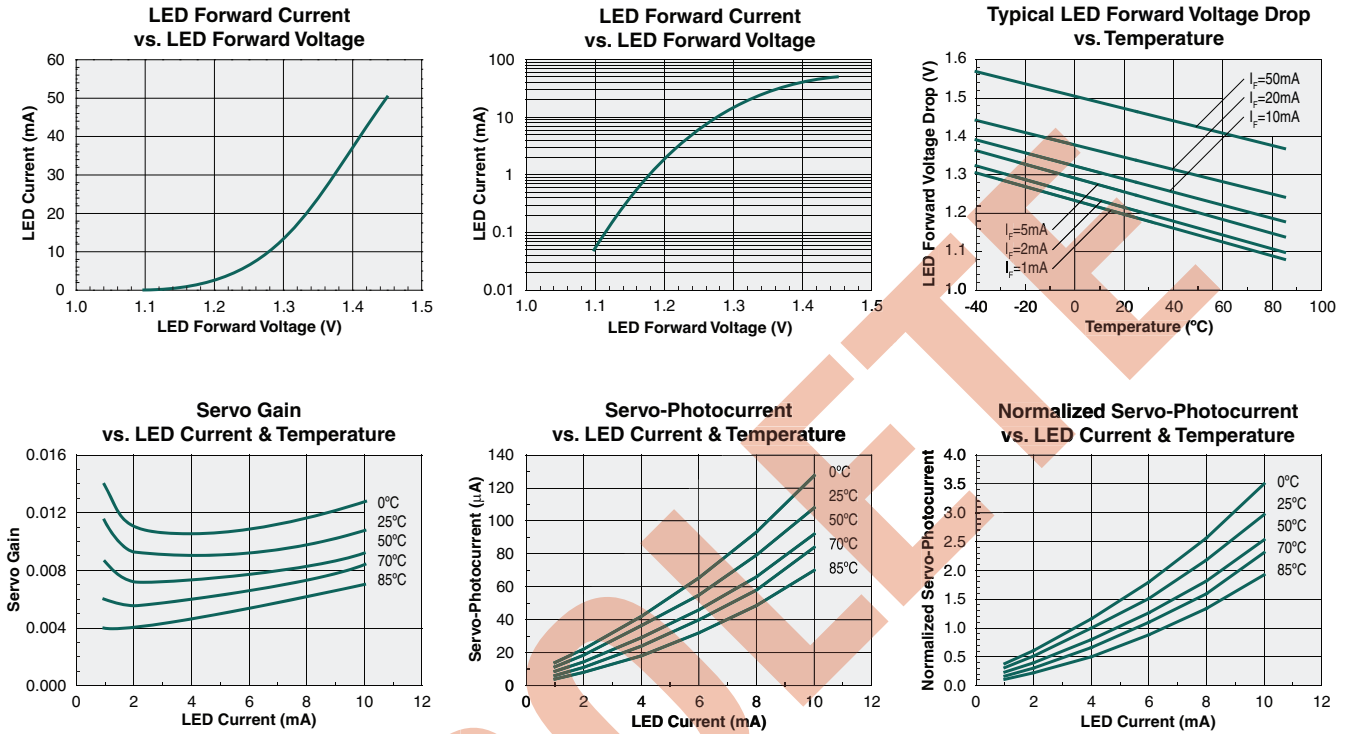 LED Forward Current
vs. LED Forward Voltage
60
50
40
30
20
10
0
LED Current (mA)
1.0 1.1 1.2 1.3 1.4 1.5
LED Forward Voltage (V)
LED Forward Current
vs. LED Forward Voltage
100
10
1
0.1
0.01
LED Current (mA)
1.0 1.1 1.2 1.3 1.4 1.5
LED Forward Voltage (V)
Typical LED Forward Voltage Drop
vs. Temperature
1.6
1.5
1.4
1.3
1.2
1.1
1.0
LED Forward Voltage Drop (V)
IF=50mA
IF=20mA
IF=10mA
IF=5mA
IF=2mA
IF=1mA
-40 -20 0 20 40 60 80 100
Temperature (ºC)
Servo Gain
vs. LED Current & Temperature
0.016
0.012
0.008
0.004
0.000
Servo Gain
0ºC
25ºC
50ºC
70ºC
85ºC
0 2 4 6 8 10 12
LED Current (mA)
Servo-Photocurrent
vs. LED Current & Temperature
140
120
100
80
60
40
20
0
Servo-Photocurrent (µA)
0ºC
25ºC
50ºC
70ºC
85ºC
0 2 4 6 8 10 12
LED Current (mA)
Normalized Servo-Photocurrent
vs. LED Current & Temperature
4.0
3.5
3.0
2.5
2.0
1.5
1.0
0.5
0.0
Normalized Servo-Photocurrent
0ºC
25ºC
50ºC
70ºC
85ºC
0 2 4 6 8 10 12
LED Current (mA)
OLETE